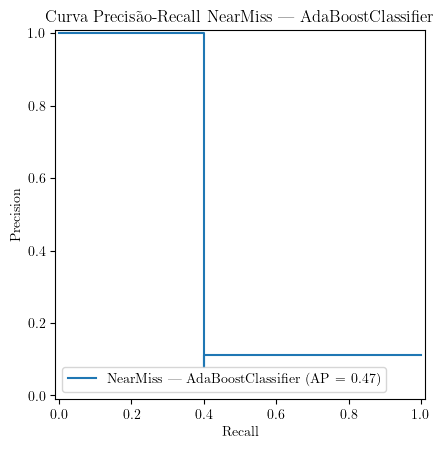 Curva Precisão-Recall NearMiss — AdaBoostClassifier
1.0
0.8
0.6
0.4
0.2
0.0
Precision
NearMiss — AdaBoostClassifier (AP = 0.47)
0.0 0.2 0.4 0.6 0.8 1.0
Recall